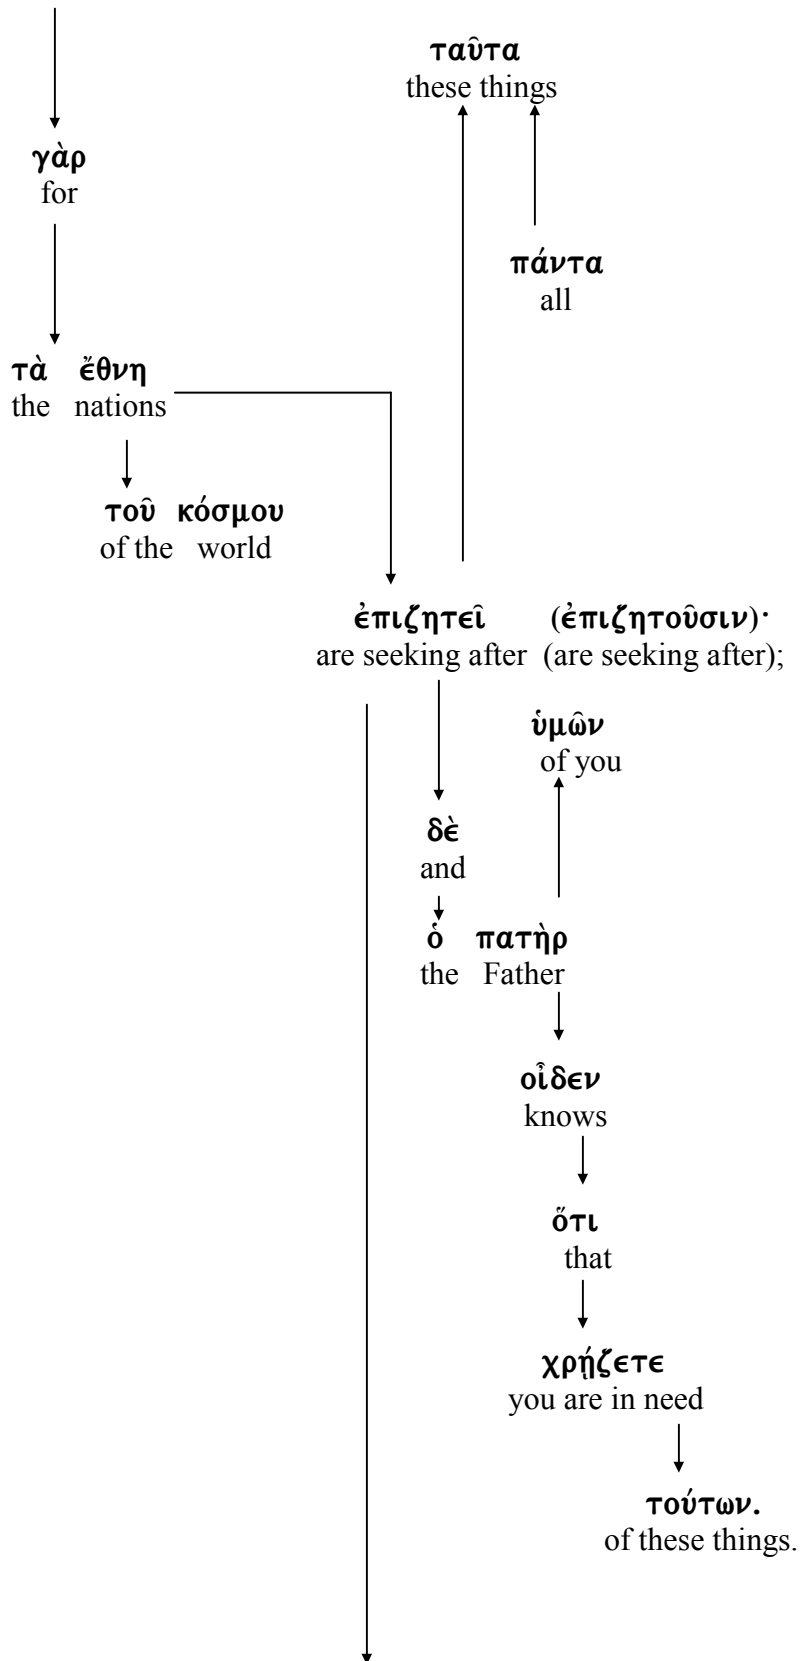 ταῦτα
these things
γὰρ
for
πάντα
all
τὰ ἔθνη
the nations
τοῦ κόσμου
of the world
ἐπιζητεῖ (ἐπιζητοῦσιν)·
are seeking after (are seeking after);
ὑμῶν
of you
δὲ
and
ὁ πατὴρ
the Father
οἶδεν
knows
ὅτι
that
χρῄζετε
you are in need
τούτων.
of these things.